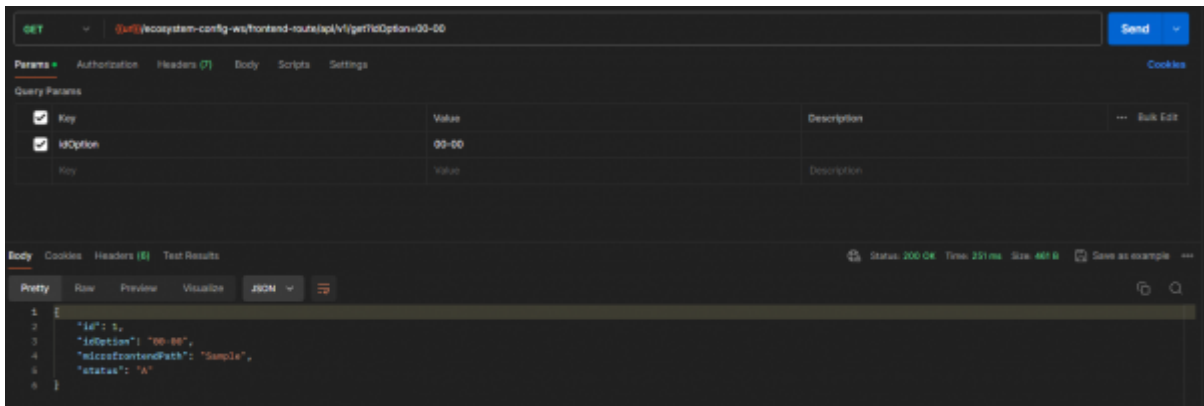 GET {{url}}/ecosystem-config-ws/frontend-route/api/v1/get?idOption=00-00 Send
Params Authorization Headers (7) Body Scripts Settings Cookies
Query Params
Key Value Description ... Bulk Edit
idOption 00-00
Key Value Description
Body Cookies Headers (6) Test Results Status: 200 OK Time: 251 ms Size: 461 B Save as example ...
Pretty Raw Preview Visualize JSON
1 {
2 "id": 1,
3 "idOption": "00-00",
4 "microfrontendPath": "Sample",
5 "status": "A"
6 }